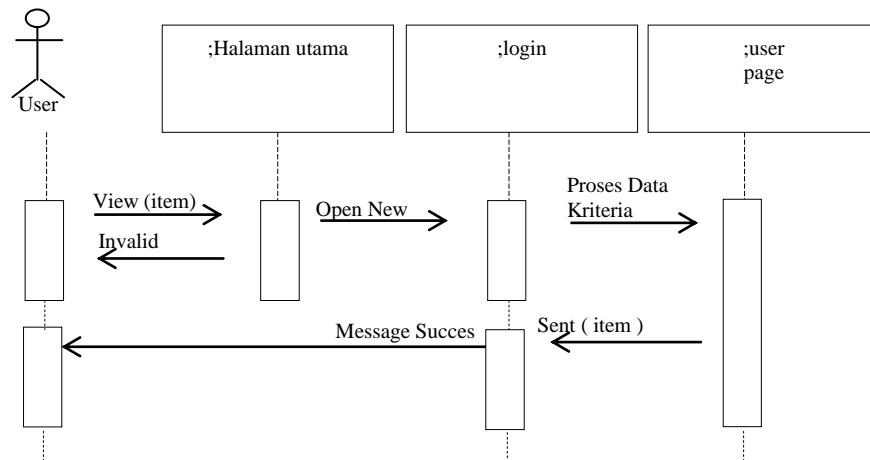 ;Halaman utama
;login
;user
page
User
View (item)
Open New
Proses Data
Kriteria
Invalid
Message Succes
Sent ( item )